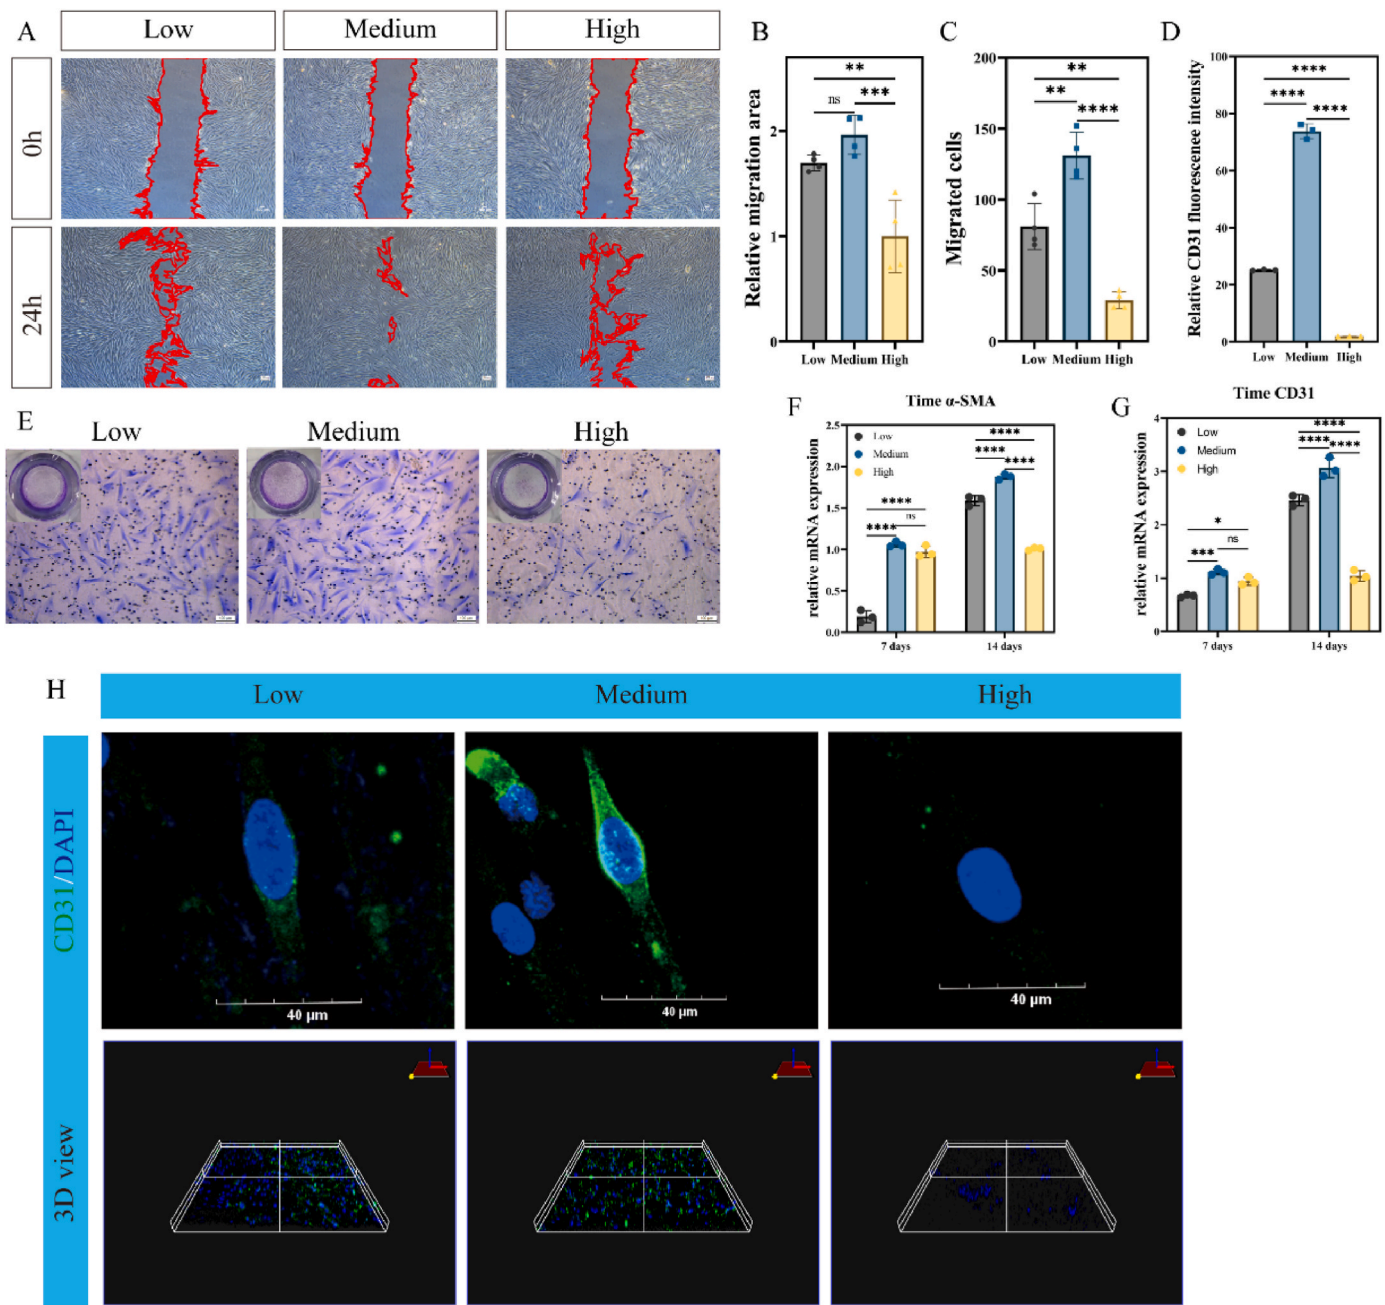 A
Low
Medium
High
0h
24h
B
Relative migration area
2
1
0
**
ns
***
Low
Medium
High
C
Migrated cells
200
150
100
50
0
**
**
****
Low
Medium
High
D
Relative CD31 fluorescenee intensity
100
80
60
40
20
0
****
****
****
Low
Medium
High
E
Low
Medium
High
F
Time α-SMA
relative mRNA expression
2.5
2.0
1.5
1.0
0.5
0.0
Low
Medium
High
****
ns
****
****
****
****
7 days
14 days
G
Time CD31
relative mRNA expression
4
3
2
1
0
Low
Medium
High
*
ns
***
****
****
****
7 days
14 days
H
Low
Medium
High
CD31/DAPI
40 μm
40 μm
40 μm
3D view